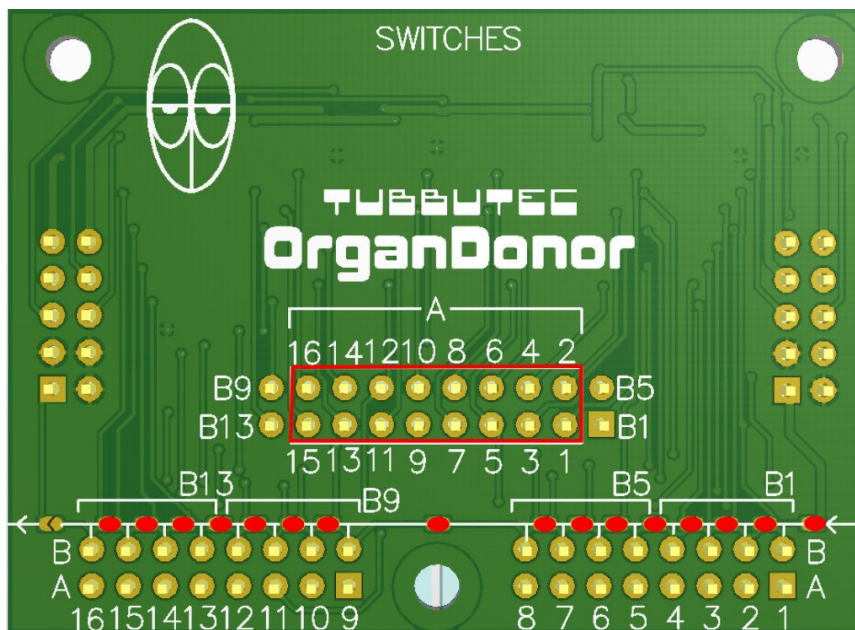 SWITCHES
TUBBUTEC
OrganDonor
A
16 14 12 10 8 6 4 2
B9 B5
B13 B1
15 13 11 9 7 5 3 1
B13 B9 B5 B1
B B
A A
16 15 14 13 12 11 10 9 8 7 6 5 4 3 2 1